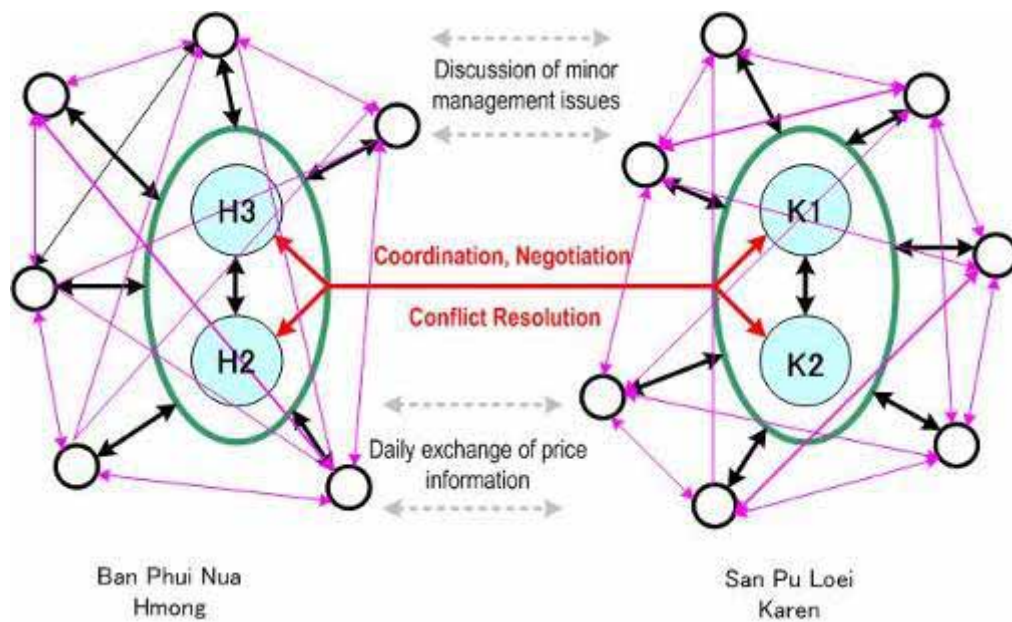 Discussion of minor
management issues
H3
K1
Coordination, Negotiation
Conflict Resolution
H2
K2
Daily exchange of price
information
Ban Phui Nua
Hmong
San Pu Loei
Karen